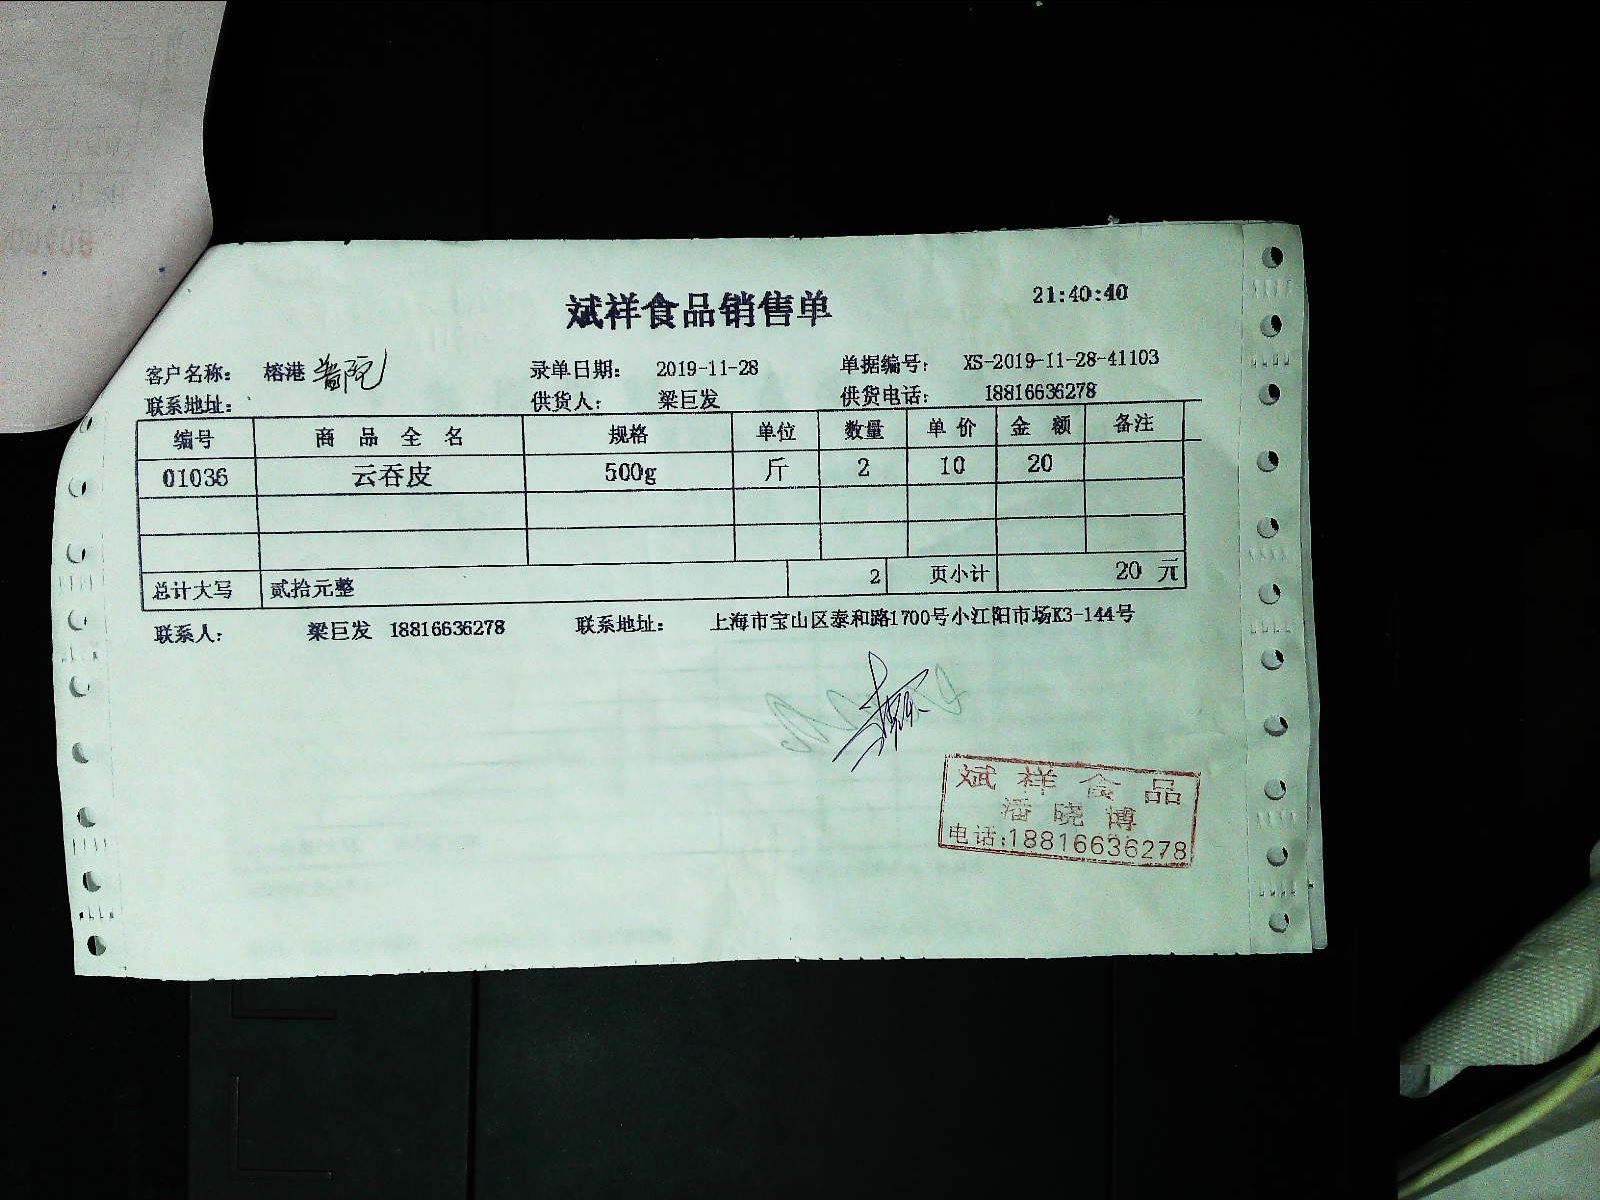 斌祥食品销售单 21:40:40
客户名称： 榕港 普陀 录单日期： 2019-11-28 单据编号： XS-2019-11-28-41103
联系地址： 供货人： 梁巨发 供货电话： 18816636278
编号 商品全名 规格 单位 数量 单价 金额 备注
01036 云吞皮 500g 斤 2 10 20
总计大写 贰拾元整 2 页小计 20 元
联系人： 梁巨发 18816636278 联系地址： 上海市宝山区泰和路1700号小江阳市场K3-144号
斌祥食品
潘晓博
电话:18816636278